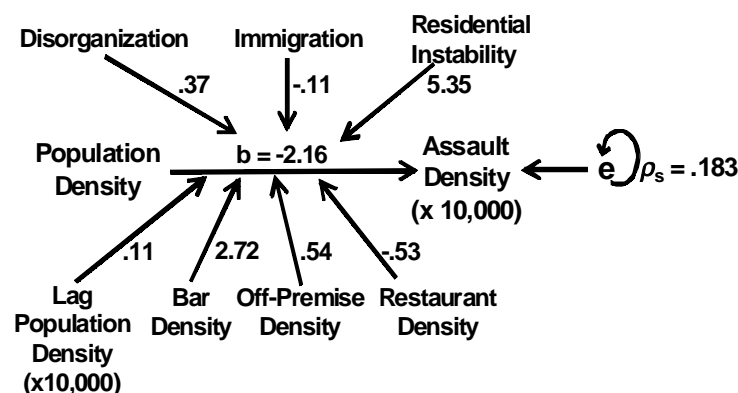 Disorganization
Immigration
Residential
Instability
.37
-.11
5.35
Population
Density
b = -2.16
Assault
Density
(x 10,000)
e
ρs = .183
.11
2.72
.54
-.53
Lag
Population
Density
(x10,000)
Bar
Density
Off-Premise
Density
Restaurant
Density